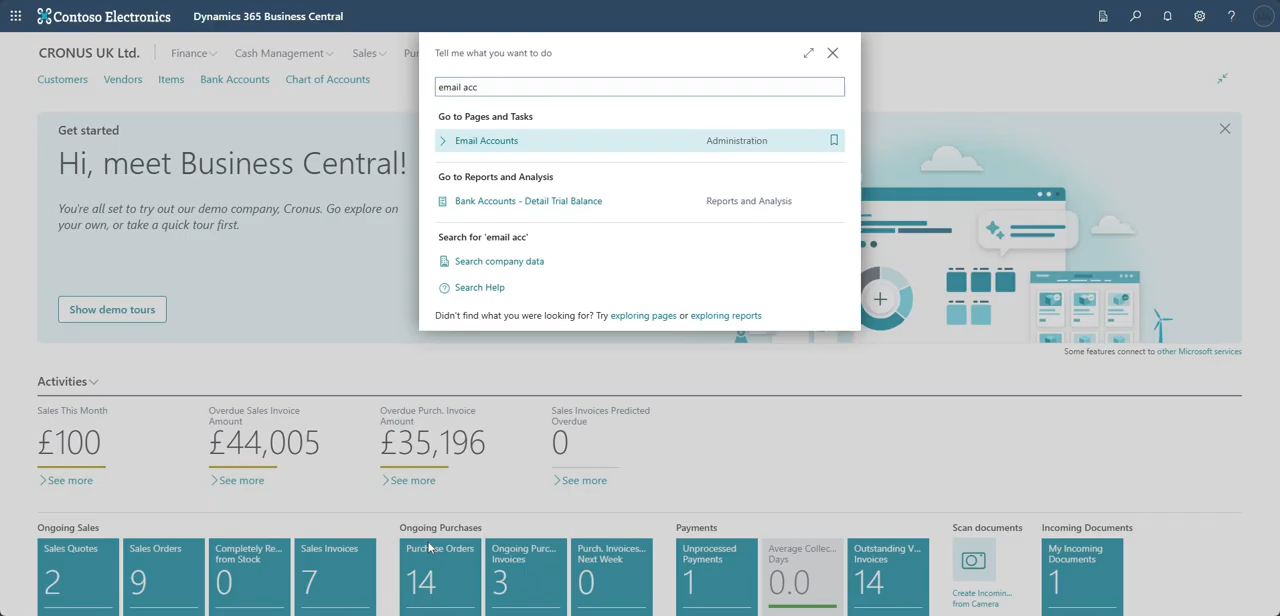 Contoso Electronics
Dynamics 365 Business Central
CRONUS UK Ltd.
Finance
Cash Management
Sales
Pur
Customers
Vendors
Items
Bank Accounts
Chart of Accounts
Tell me what you want to do
email acc
Go to Pages and Tasks
Email Accounts
Administration
Go to Reports and Analysis
Bank Accounts - Detail Trial Balance
Reports and Analysis
Search for 'email acc'
Search company data
Search Help
Didn't find what you were looking for? Try exploring pages or exploring reports
Get started
Hi, meet Business Central!
You're all set to try out our demo company, Cronus. Go explore on
your own, or take a quick tour first.
Show demo tours
Some features connect to other Microsoft services
Activities
Sales This Month
£100
See more
Overdue Sales Invoice
Amount
£44,005
See more
Overdue Purch. Invoice
Amount
£35,196
See more
Sales Invoices Predicted
Overdue
0
See more
Ongoing Sales
Sales Quotes
2
Sales Orders
9
Completely Re...
from Stock
0
Sales Invoices
7
Ongoing Purchases
Purchase Orders
14
Ongoing Purc...
Invoices
3
Purch. Invoices...
Next Week
0
Payments
Unprocessed
Payments
1
Average Collec...
Days
0.0
Outstanding V...
Invoices
14
Scan documents
Create Incomin...
from Camera
Incoming Documents
My Incoming
Documents
1